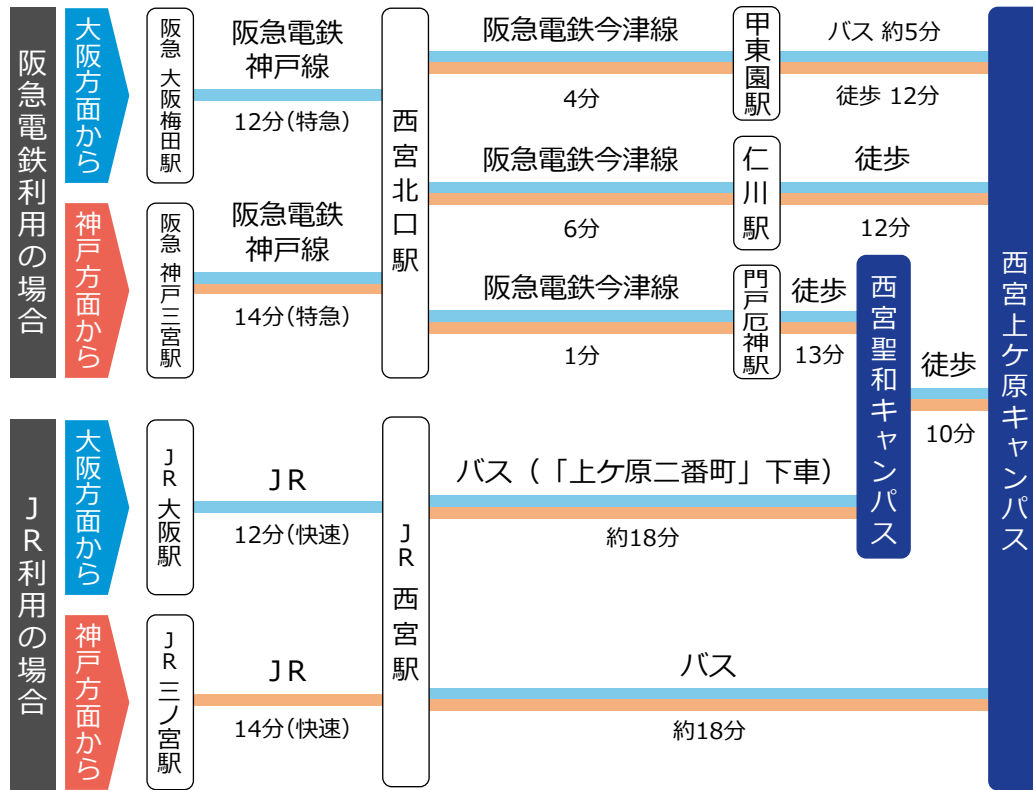 阪急電鉄利用の場合
大阪方面から
阪急 大阪梅田駅
阪急電鉄
神戸線
12分(特急)
神戸方面から
阪急 神戸三宮駅
阪急電鉄
神戸線
14分(特急)
西宮北口駅
阪急電鉄今津線
4分
甲東園駅
バス 約5分
徒歩 12分
阪急電鉄今津線
6分
仁川駅
徒歩
12分
阪急電鉄今津線
1分
門戸厄神駅
徒歩
13分
西宮聖和キャンパス
徒歩
10分
西宮上ケ原キャンパス
JR利用の場合
大阪方面から
JR 大阪駅
JR
12分(快速)
神戸方面から
JR 三ノ宮駅
JR
14分(快速)
JR 西宮駅
バス(「上ケ原二番町」下車)
約18分
バス
約18分